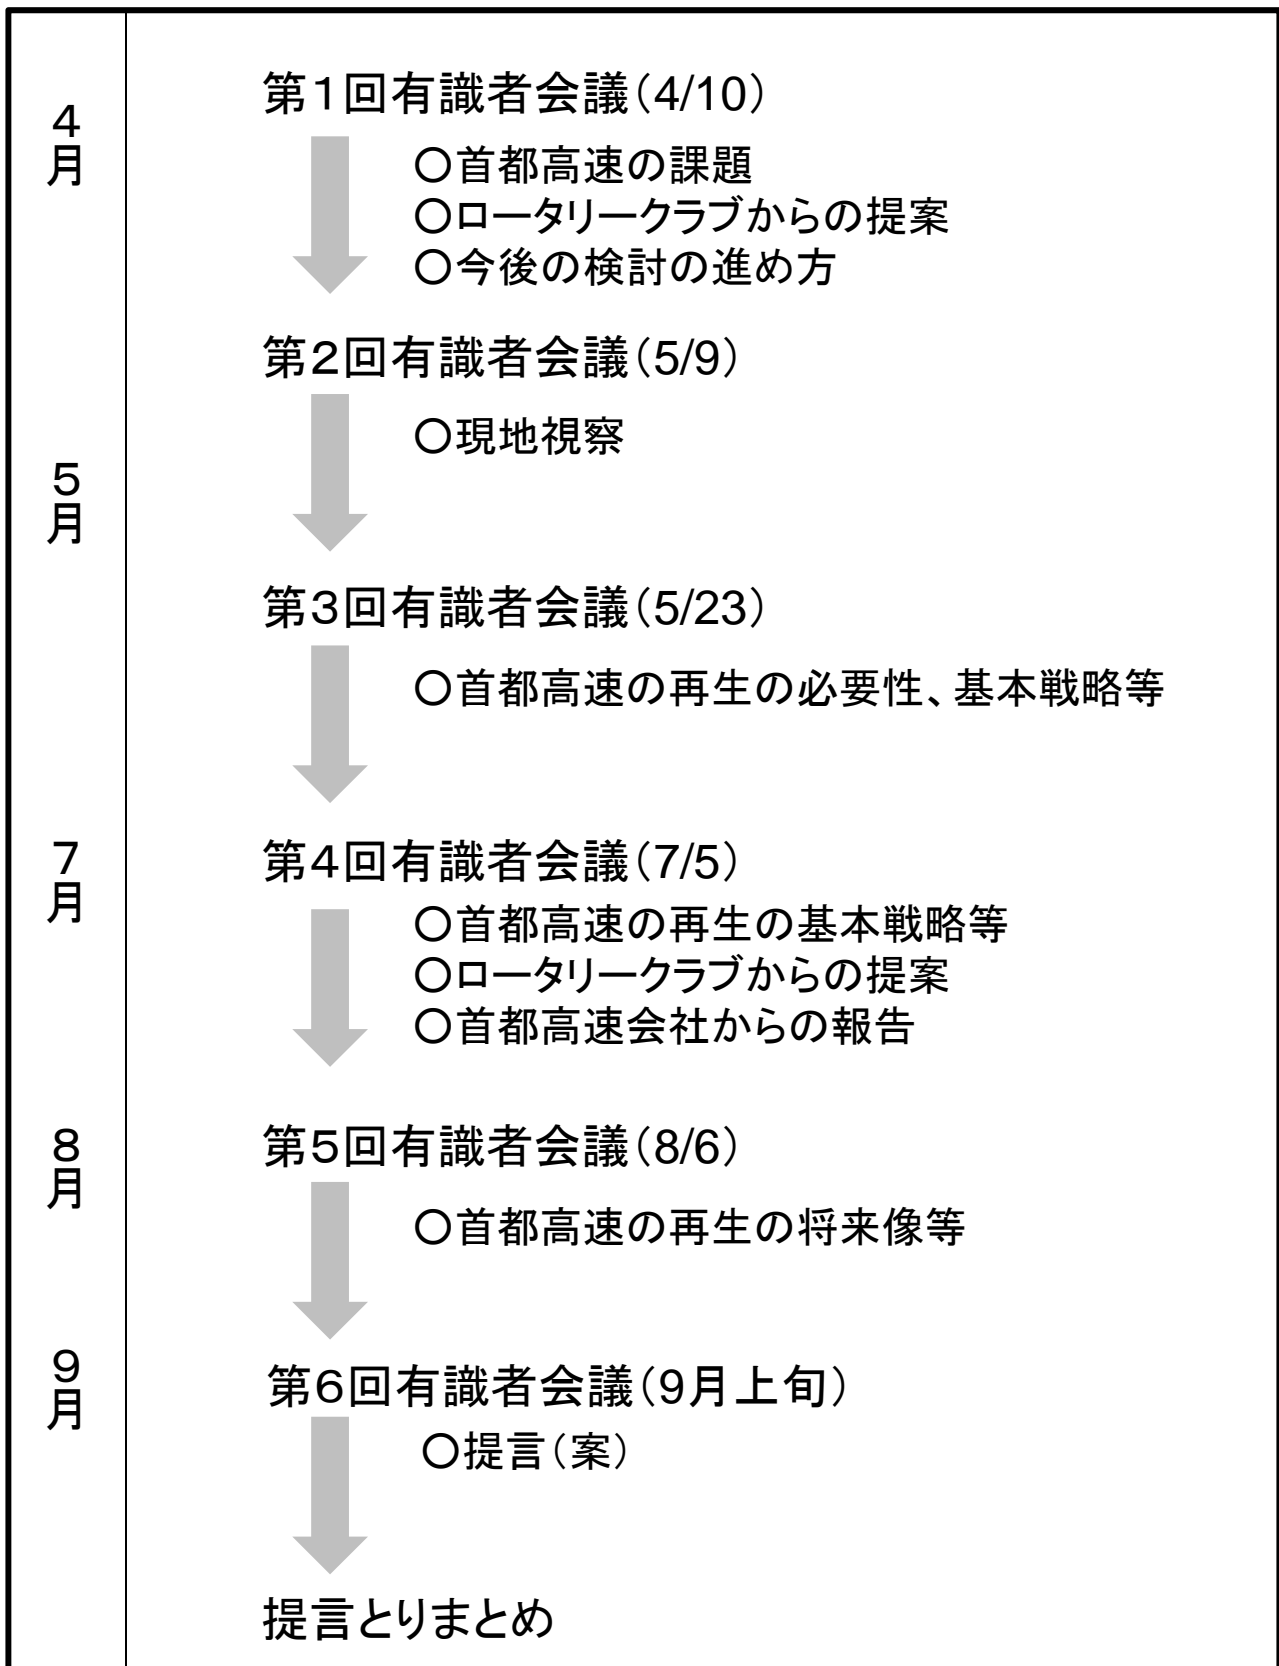 4月
第1回有識者会議(4/10)
○首都高速の課題
○ロータリークラブからの提案
○今後の検討の進め方
第2回有識者会議(5/9)
○現地視察
5月
第3回有識者会議(5/23)
○首都高速の再生の必要性、基本戦略等
7月
第4回有識者会議(7/5)
○首都高速の再生の基本戦略等
○ロータリークラブからの提案
○首都高速会社からの報告
8月
第5回有識者会議(8/6)
○首都高速の再生の将来像等
9月
第6回有識者会議(9月上旬)
○提言(案)
提言とりまとめ